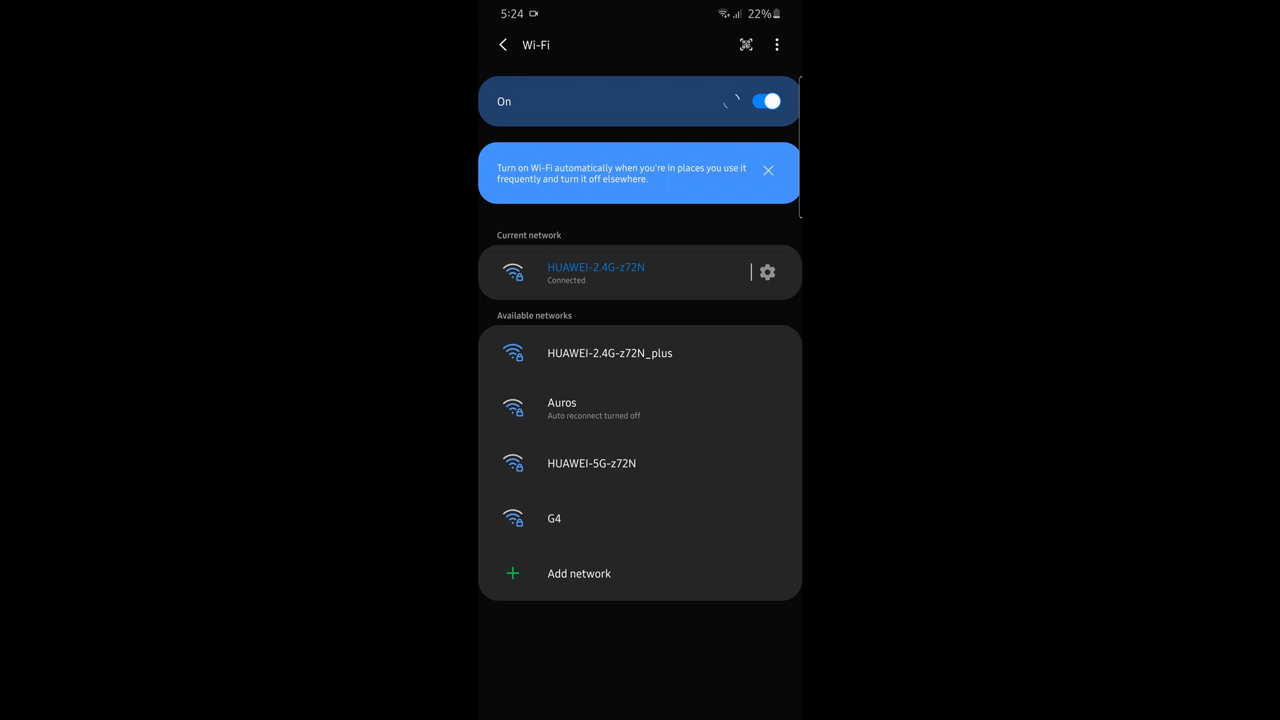 5:24
22%
Wi-Fi
On
Turn on Wi-Fi automatically when you're in places you use it
frequently and turn it off elsewhere.
Current network
HUAWEI-2.4G-z72N
Connected
Available networks
HUAWEI-2.4G-z72N_plus
Auros
Auto reconnect turned off
HUAWEI-5G-z72N
G4
Add network